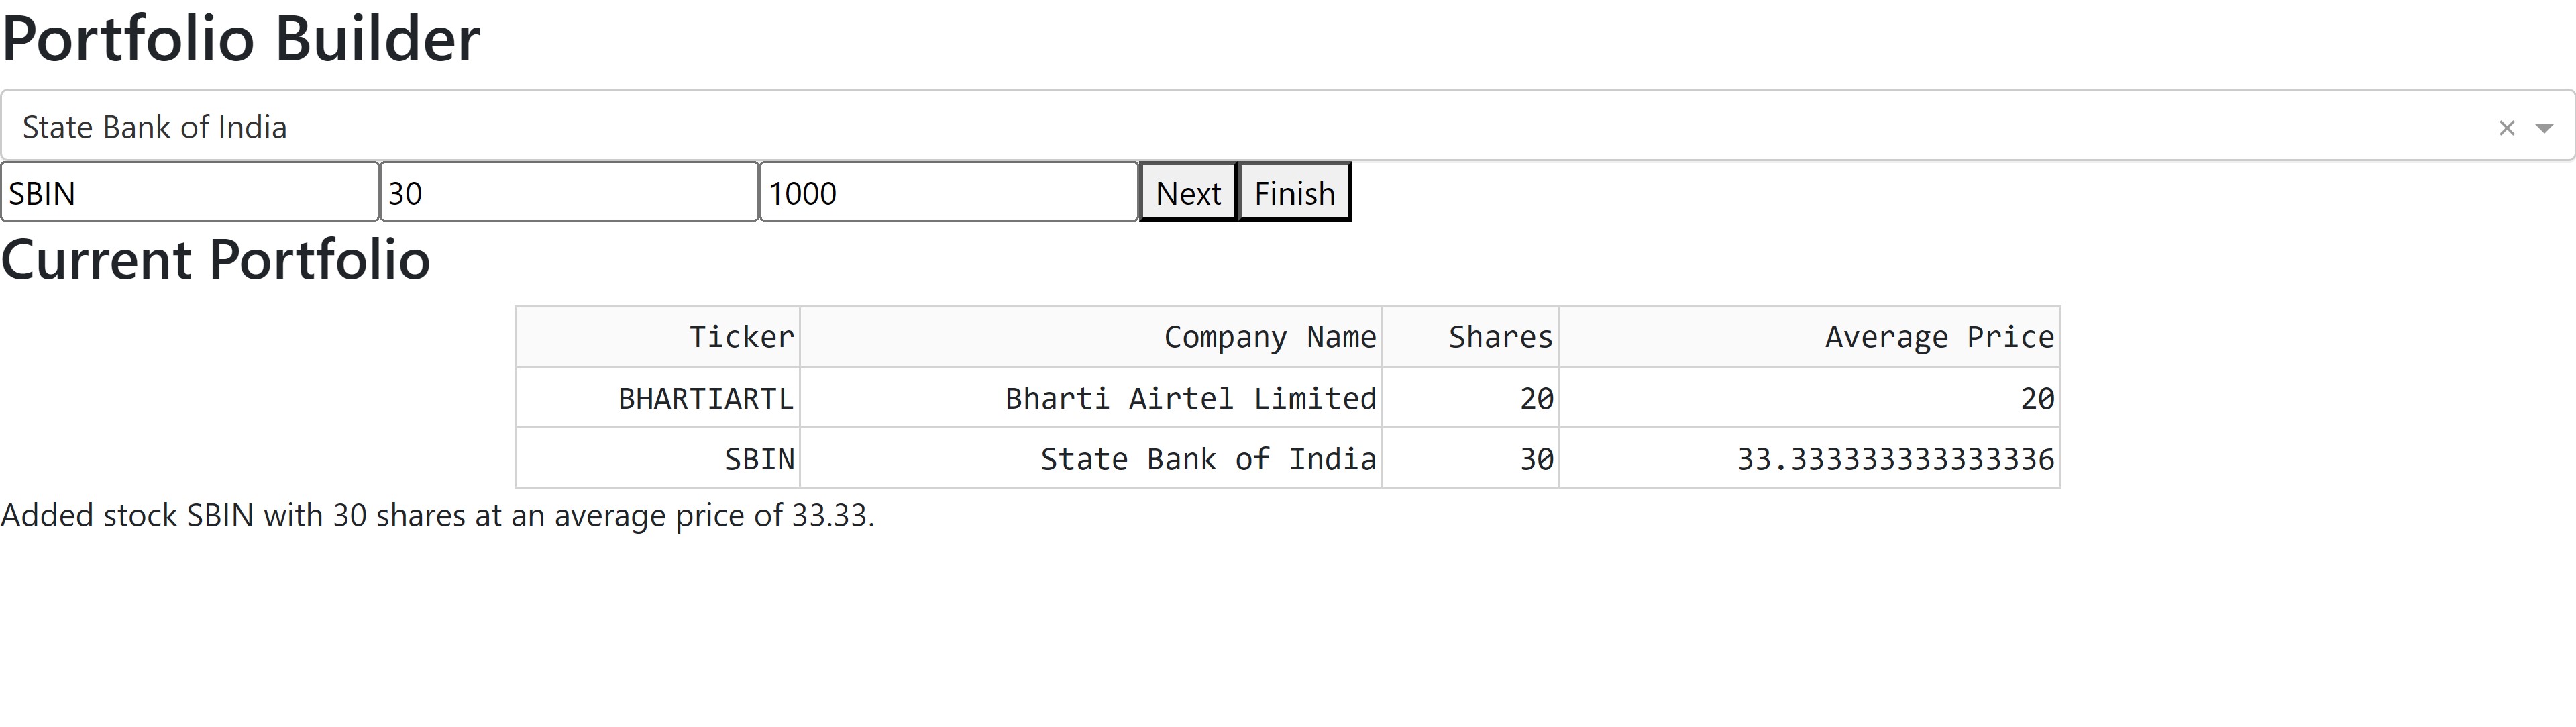 Portfolio Builder
State Bank of India ×
SBIN 30 1000 Next Finish
Current Portfolio
Ticker Company Name Shares Average Price
BHARTIARTL Bharti Airtel Limited 20 20
SBIN State Bank of India 30 33.333333333333336
Added stock SBIN with 30 shares at an average price of 33.33.